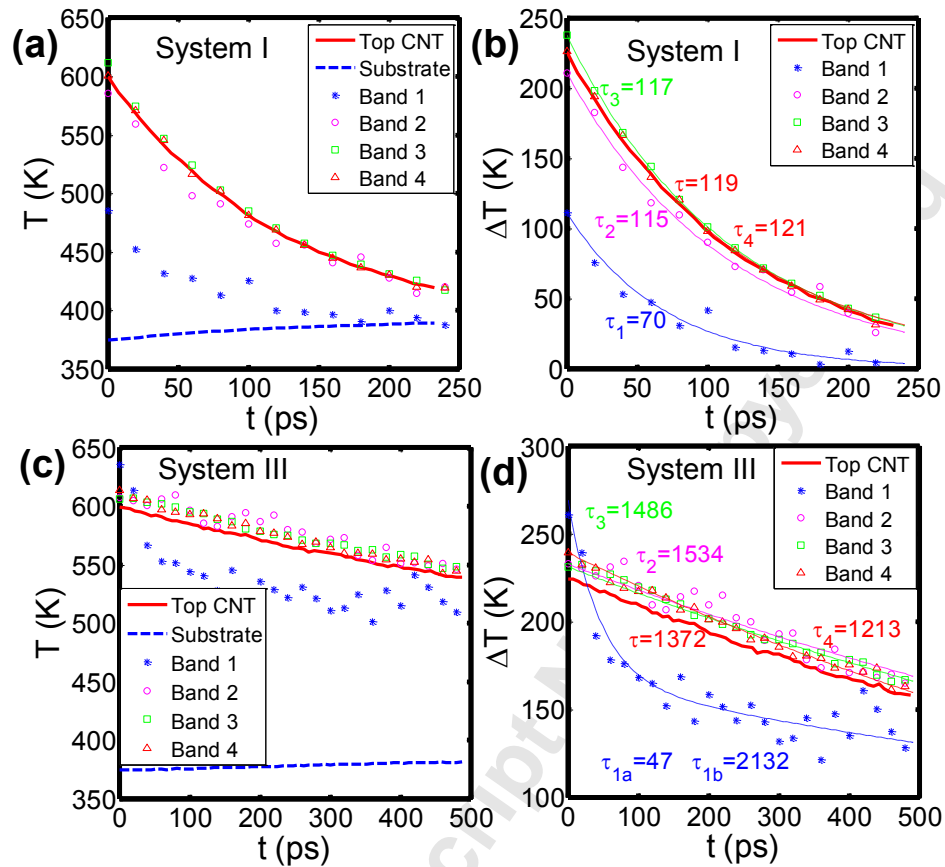 (a)
System I
Top CNT
Substrate
Band 1
Band 2
Band 3
Band 4
650
600
550
500
450
400
350
T (K)
0 50 100 150 200 250
t (ps)
(b)
System I
Top CNT
Band 1
Band 2
Band 3
Band 4
250
200
150
100
50
0
ΔT (K)
τ3=117
τ=119
τ2=115
τ4=121
τ1=70
0 50 100 150 200 250
t (ps)
(c)
System III
Top CNT
Substrate
Band 1
Band 2
Band 3
Band 4
650
600
550
500
450
400
350
T (K)
0 100 200 300 400 500
t (ps)
(d)
System III
Top CNT
Band 1
Band 2
Band 3
Band 4
300
250
200
150
100
ΔT (K)
τ3=1486
τ2=1534
τ=1372
τ4=1213
τ1a=47 τ1b=2132
0 100 200 300 400 500
t (ps)